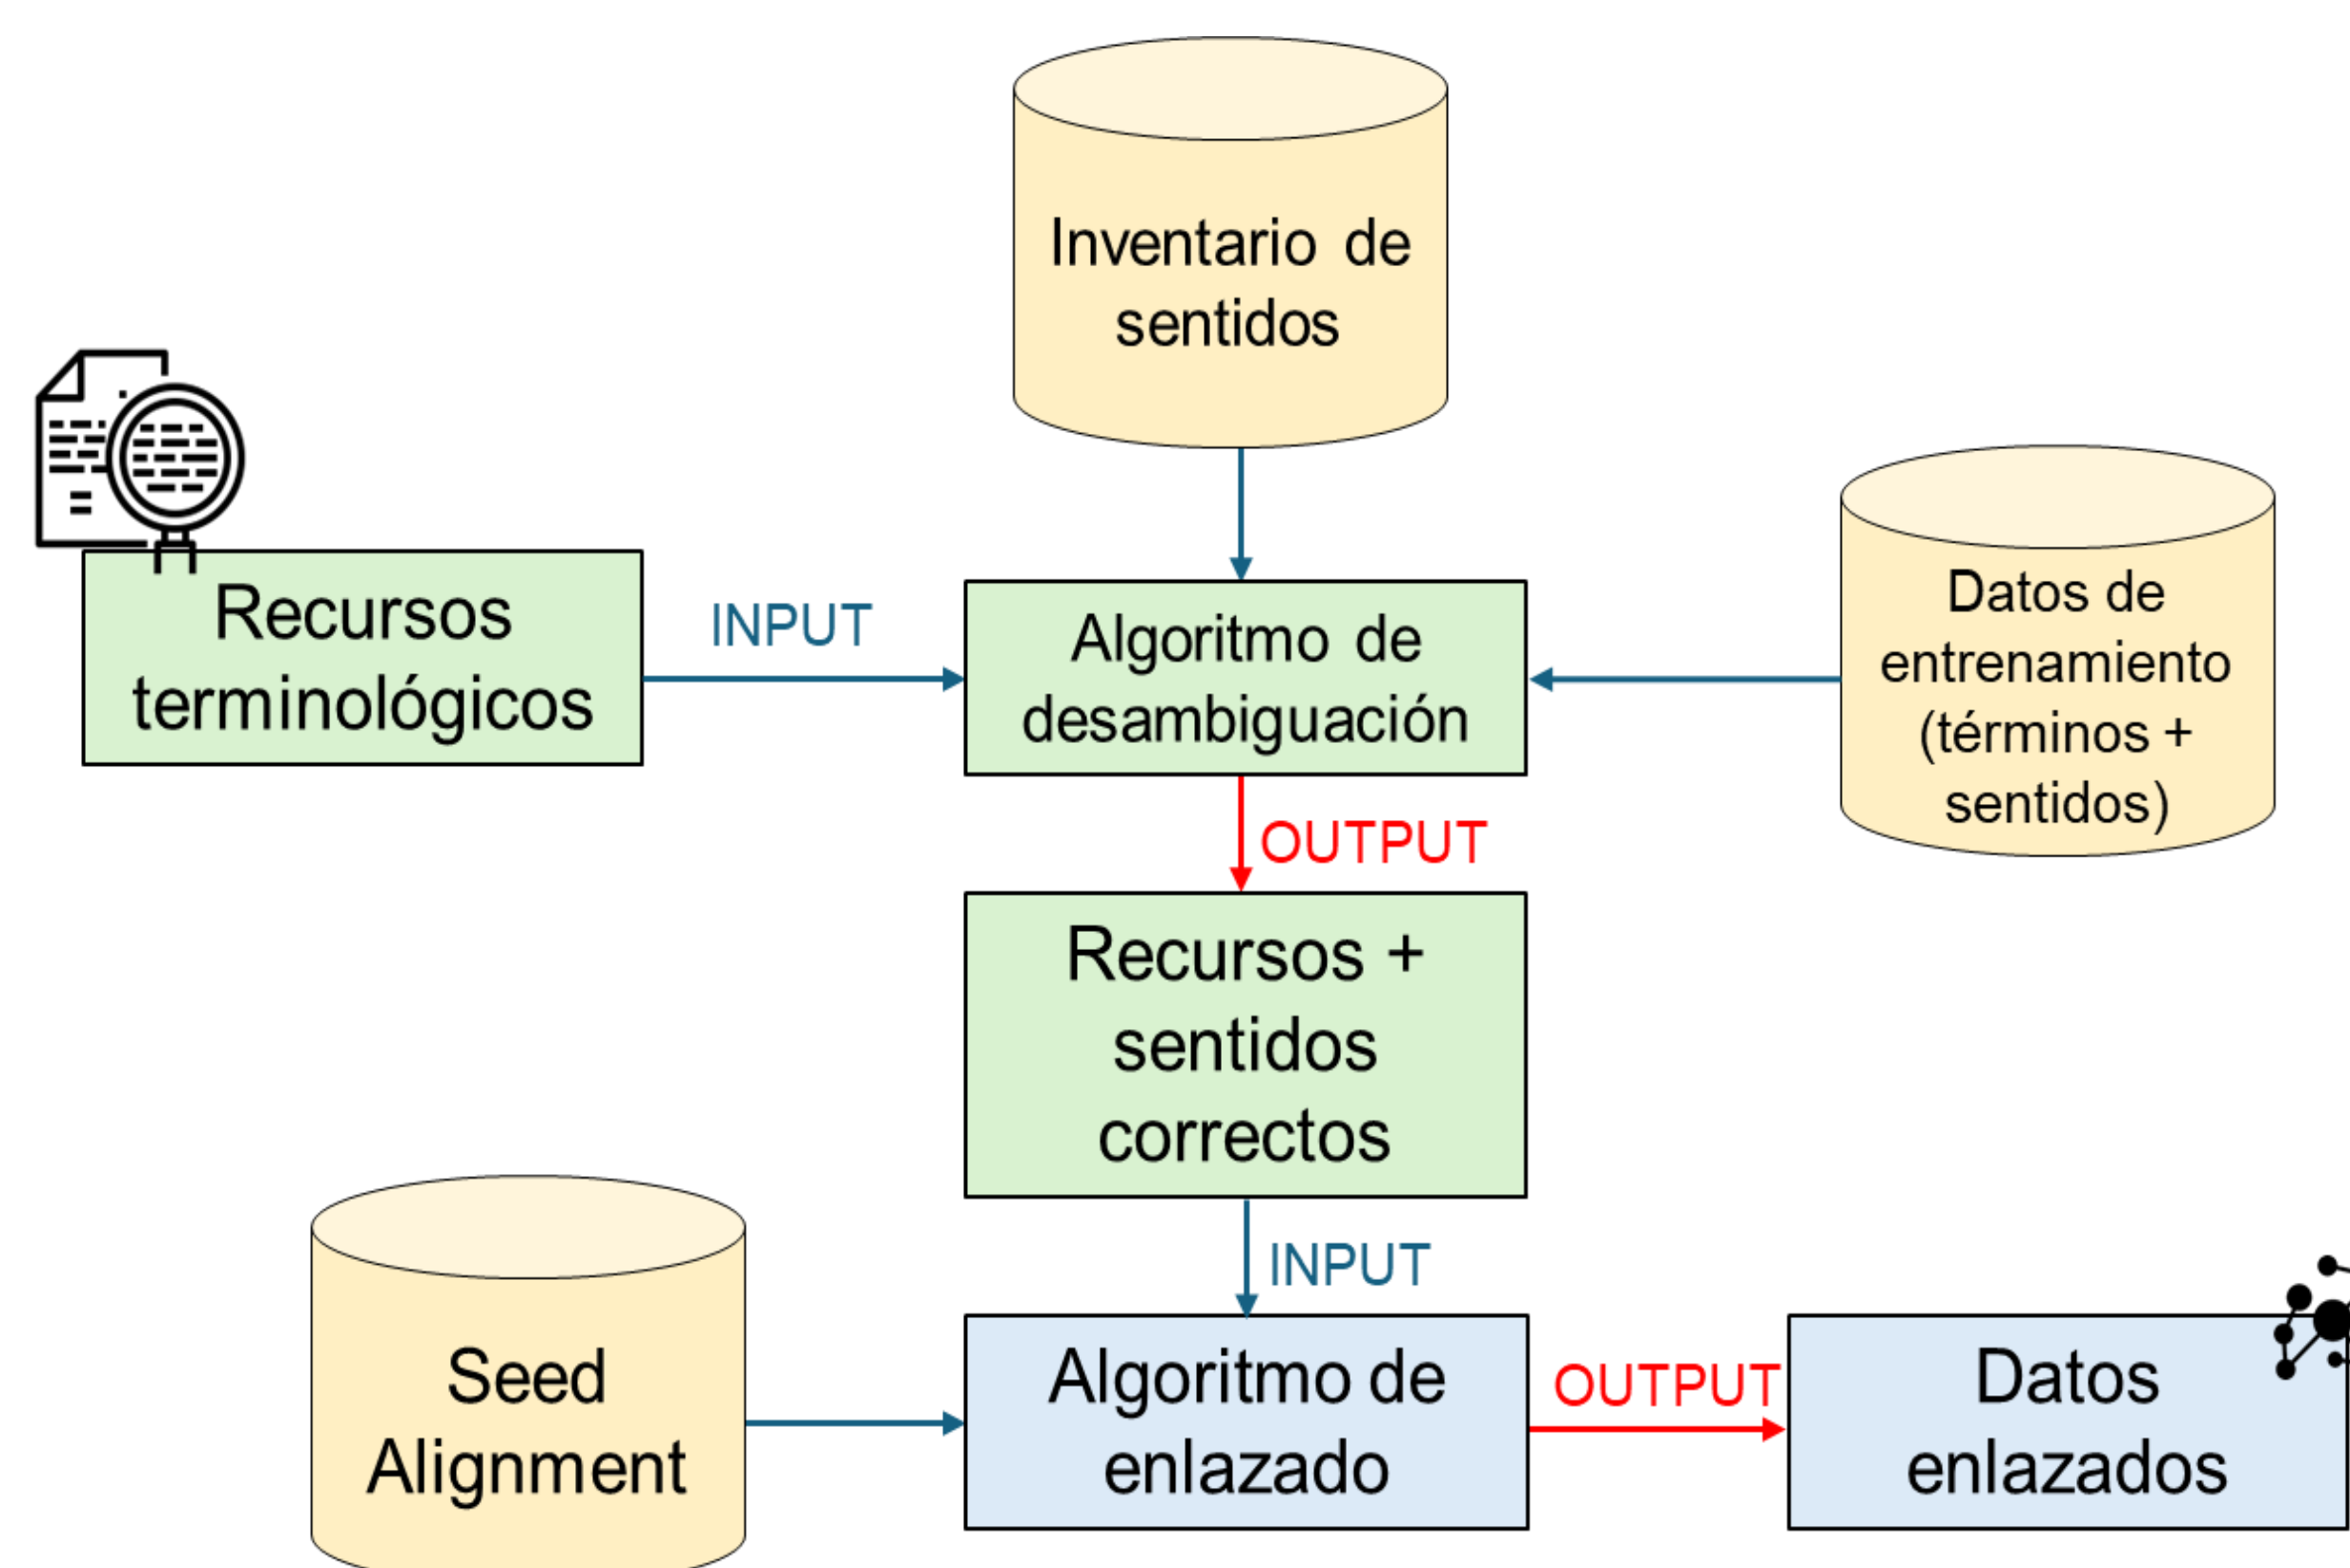 Inventario de
sentidos
Recursos
terminológicos
INPUT
Algoritmo de
desambiguación
Datos de
entrenamiento
(términos +
sentidos)
OUTPUT
Recursos +
sentidos
correctos
INPUT
Seed
Alignment
Algoritmo de
enlazado
OUTPUT
Datos
enlazados